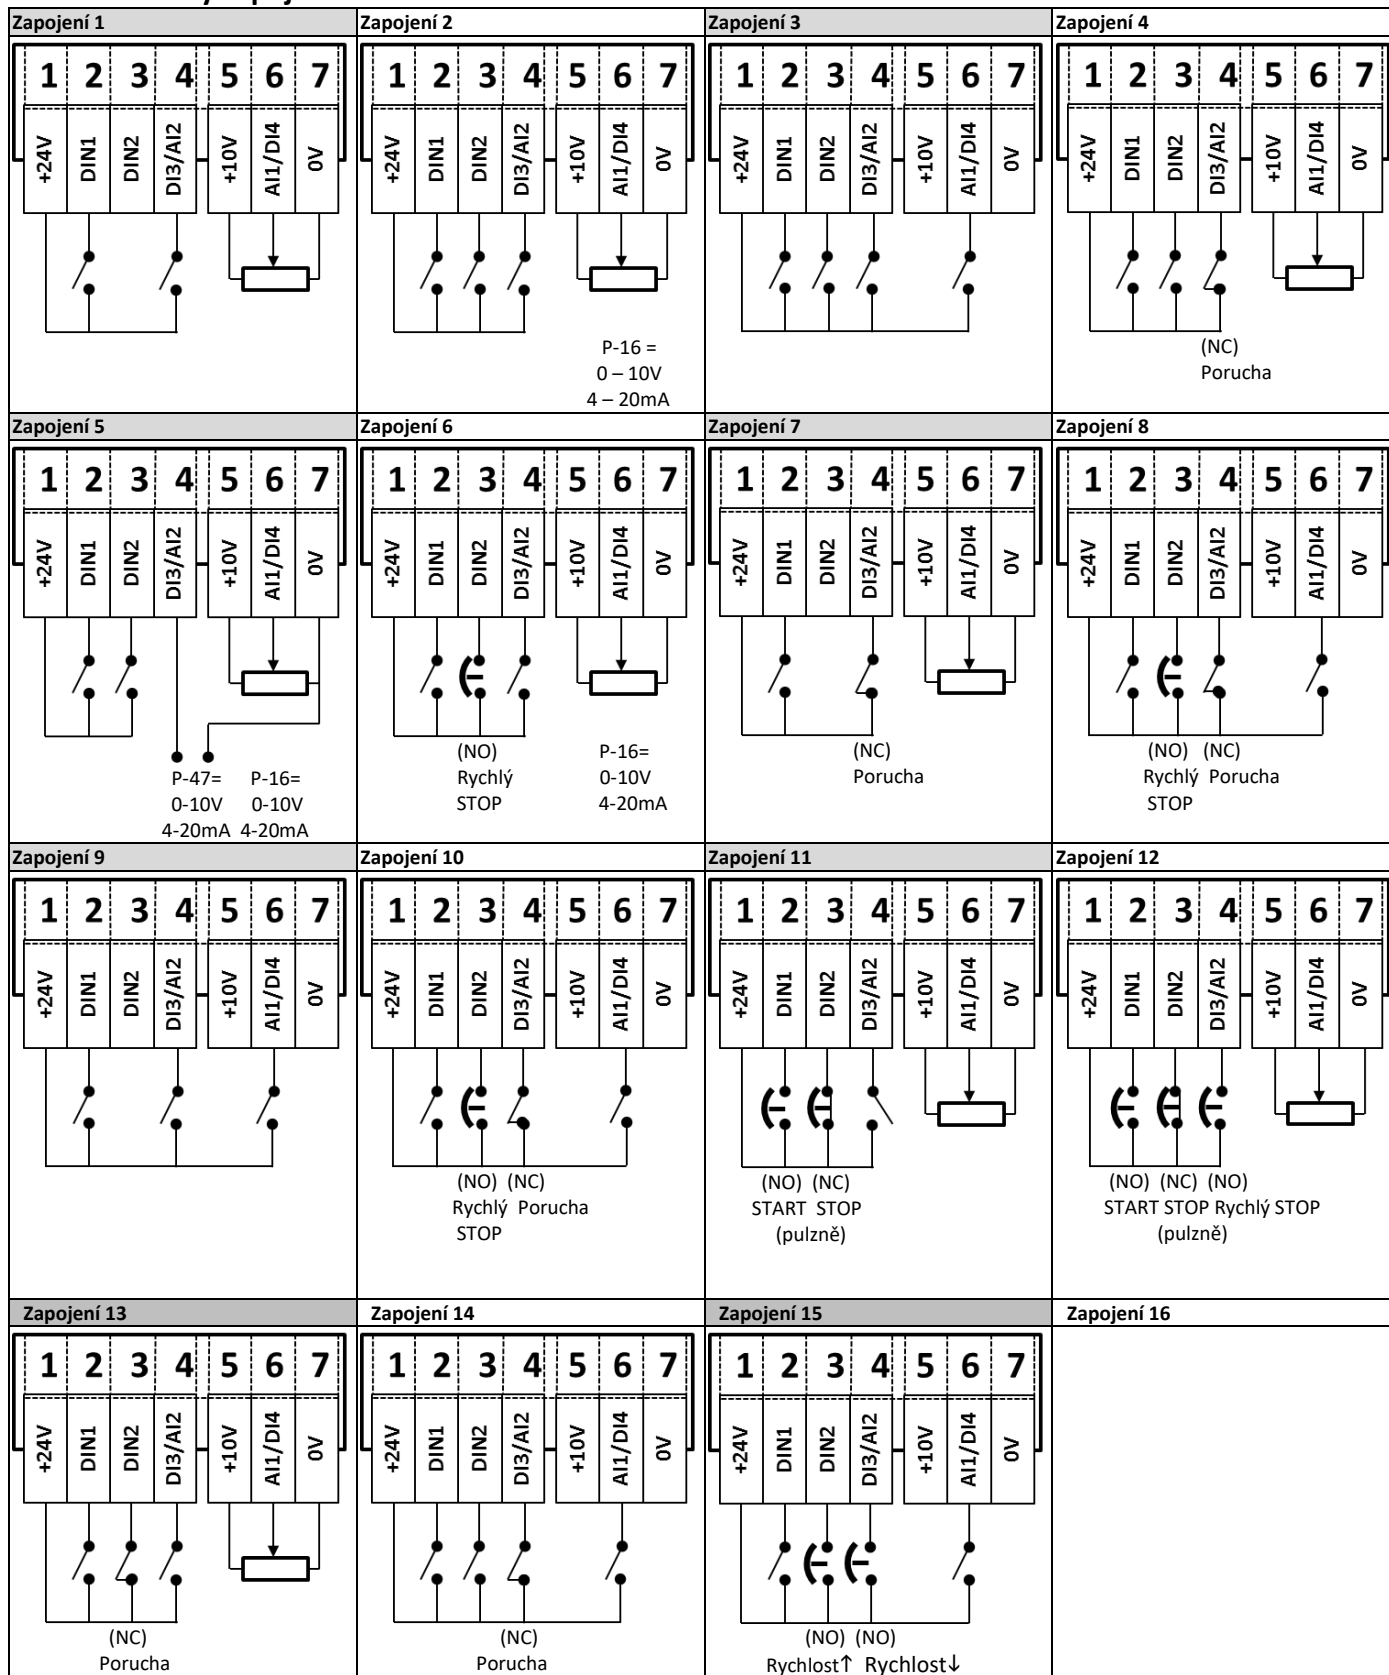 Zapojení 1
1 2 3 4 5 6 7
+24V DIN1 DIN2 DI3/AI2 +10V AI1/DI4 0V
Zapojení 2
1 2 3 4 5 6 7
+24V DIN1 DIN2 DI3/AI2 +10V AI1/DI4 0V
P-16 =
0 – 10V
4 – 20mA
Zapojení 3
1 2 3 4 5 6 7
+24V DIN1 DIN2 DI3/AI2 +10V AI1/DI4 0V
Zapojení 4
1 2 3 4 5 6 7
+24V DIN1 DIN2 DI3/AI2 +10V AI1/DI4 0V
(NC)
Porucha
Zapojení 5
1 2 3 4 5 6 7
+24V DIN1 DIN2 DI3/AI2 +10V AI1/DI4 0V
P-47= P-16=
0-10V 0-10V
4-20mA 4-20mA
Zapojení 6
1 2 3 4 5 6 7
+24V DIN1 DIN2 DI3/AI2 +10V AI1/DI4 0V
(NO) P-16=
Rychlý 0-10V
STOP 4-20mA
Zapojení 7
1 2 3 4 5 6 7
+24V DIN1 DIN2 DI3/AI2 +10V AI1/DI4 0V
(NC)
Porucha
Zapojení 8
1 2 3 4 5 6 7
+24V DIN1 DIN2 DI3/AI2 +10V AI1/DI4 0V
(NO) (NC)
Rychlý Porucha
STOP
Zapojení 9
1 2 3 4 5 6 7
+24V DIN1 DIN2 DI3/AI2 +10V AI1/DI4 0V
Zapojení 10
1 2 3 4 5 6 7
+24V DIN1 DIN2 DI3/AI2 +10V AI1/DI4 0V
(NO) (NC)
Rychlý Porucha
STOP
Zapojení 11
1 2 3 4 5 6 7
+24V DIN1 DIN2 DI3/AI2 +10V AI1/DI4 0V
(NO) (NC)
START STOP
(pulzně)
Zapojení 12
1 2 3 4 5 6 7
+24V DIN1 DIN2 DI3/AI2 +10V AI1/DI4 0V
(NO) (NC) (NO)
START STOP Rychlý STOP
(pulzně)
Zapojení 13
1 2 3 4 5 6 7
+24V DIN1 DIN2 DI3/AI2 +10V AI1/DI4 0V
(NC)
Porucha
Zapojení 14
1 2 3 4 5 6 7
+24V DIN1 DIN2 DI3/AI2 +10V AI1/DI4 0V
(NC)
Porucha
Zapojení 15
1 2 3 4 5 6 7
+24V DIN1 DIN2 DI3/AI2 +10V AI1/DI4 0V
(NO) (NO)
Rychlost↑ Rychlost↓
Zapojení 16